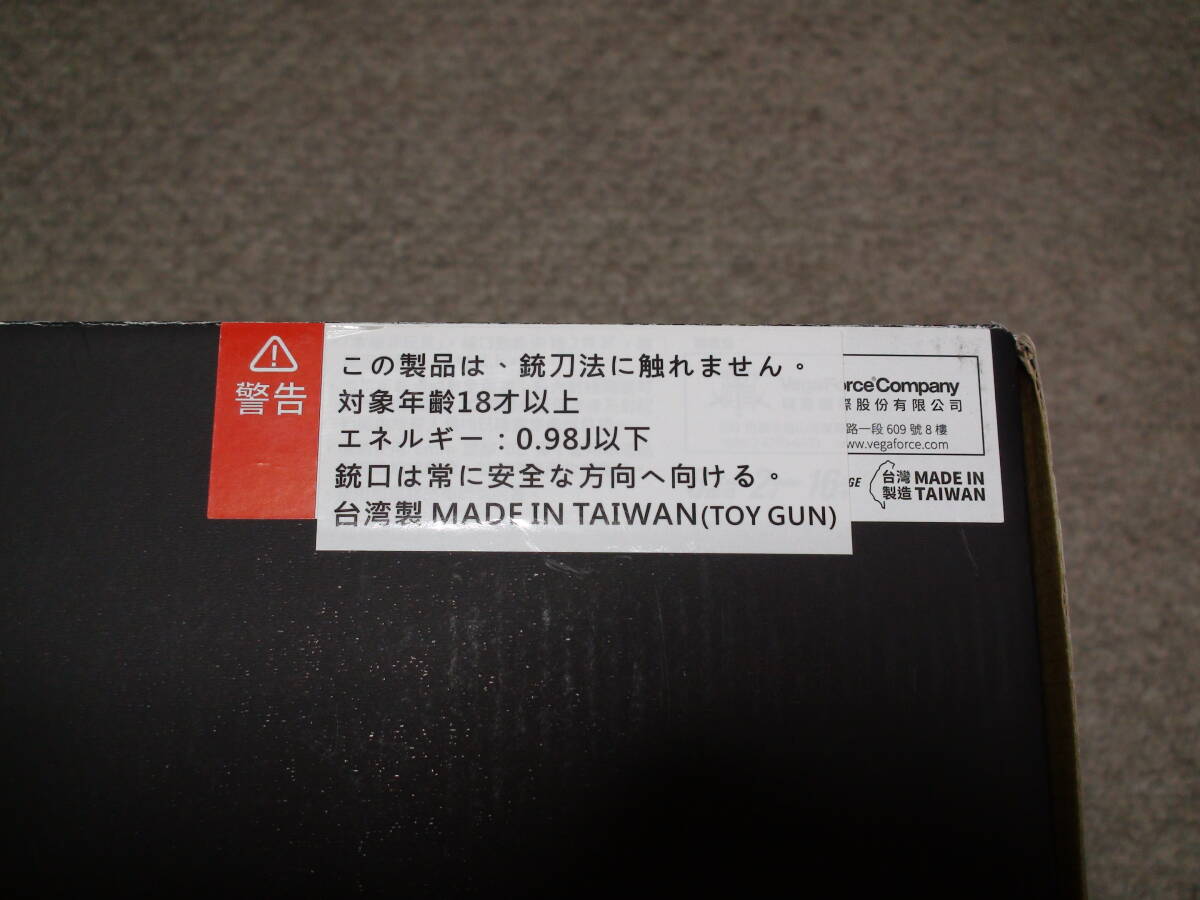 警告
この製品は、銃刀法に触れません。
対象年齢18才以上
エネルギー：0.98J以下
銃口は常に安全な方向へ向ける。
台湾製 MADE IN TAIWAN(TOY GUN)
orce Company
股份有限公司
路一段 609 號 8 樓
www.vegaforce.com
台灣製造 MADE IN TAIWAN